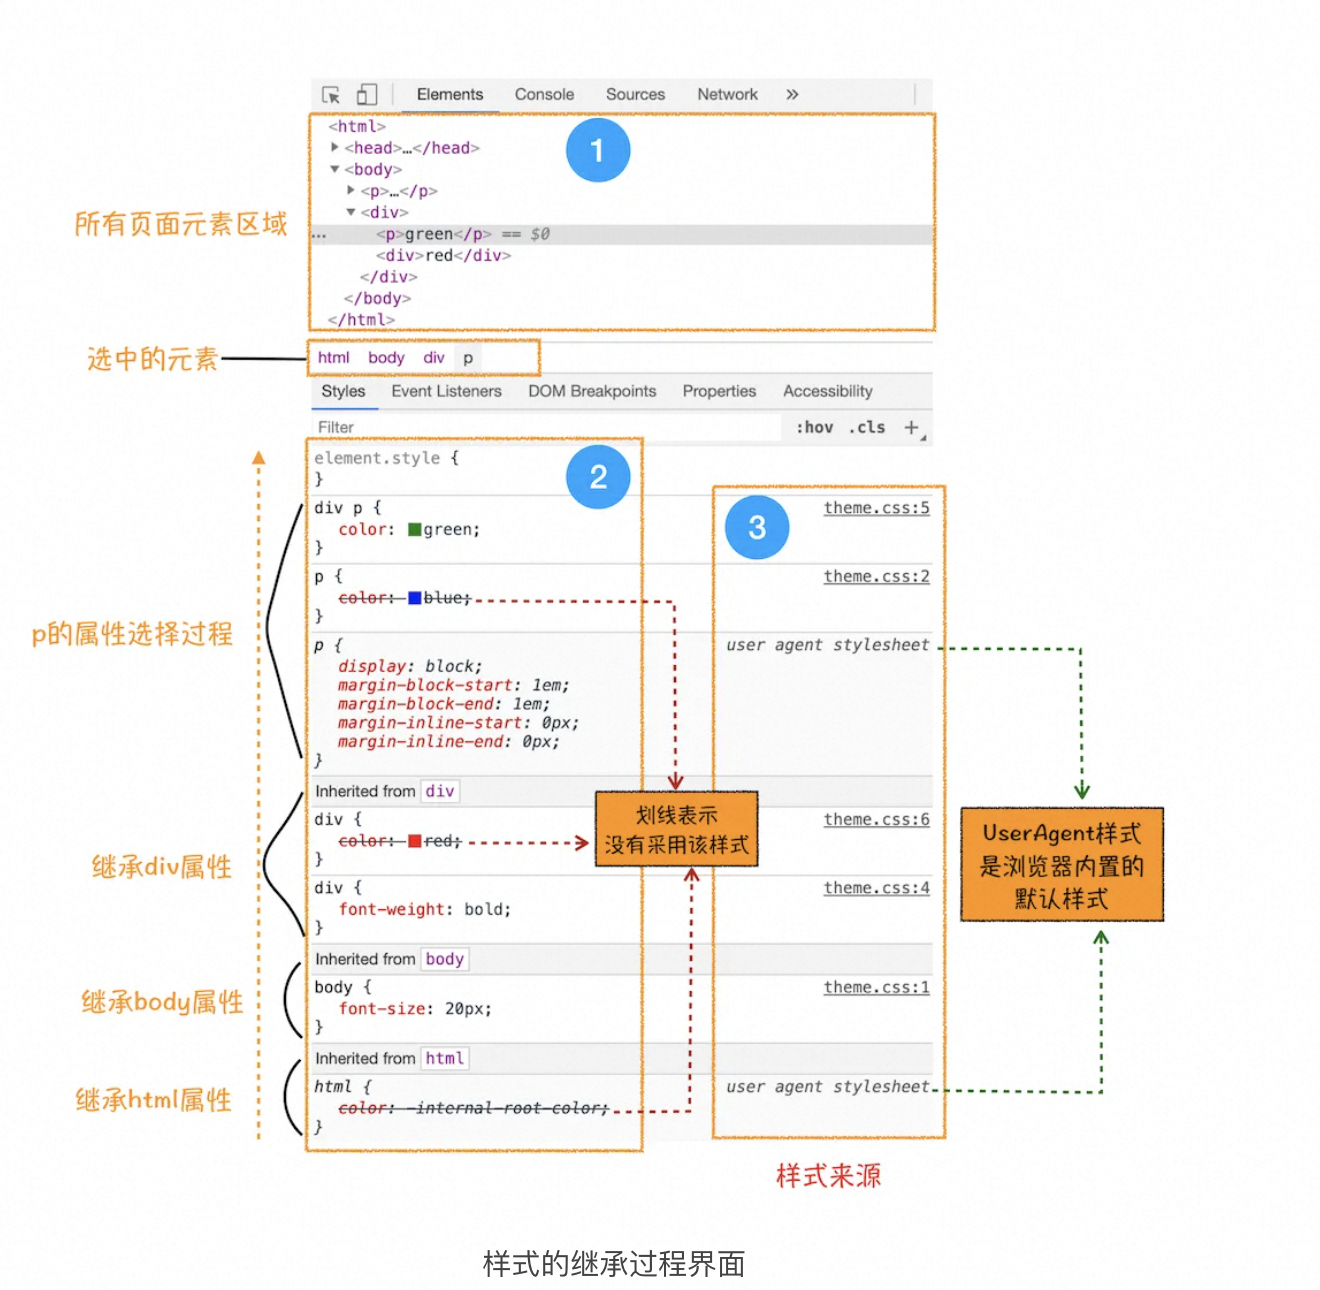 Elements Console Sources Network »
<html>
<head>…</head>
<body>
<p>…</p>
<div>
… <p>green</p> == $0
<div>red</div>
</div>
</body>
</html>
1
所有页面元素区域
选中的元素
html body div p
Styles Event Listeners DOM Breakpoints Properties Accessibility
Filter :hov .cls +
element.style {
}
2
div p { theme.css:5
color: green;
}
3
p { theme.css:2
color: blue;
}
p的属性选择过程
p { user agent stylesheet
display: block;
margin-block-start: 1em;
margin-block-end: 1em;
margin-inline-start: 0px;
margin-inline-end: 0px;
}
Inherited from div
div { theme.css:6
color: red;
}
继承div属性
div { theme.css:4
font-weight: bold;
}
划线表示
没有采用该样式
UserAgent样式
是浏览器内置的
默认样式
Inherited from body
body { theme.css:1
font-size: 20px;
}
继承body属性
Inherited from html
html { user agent stylesheet
color: -internal-root-color;
}
继承html属性
样式来源
样式的继承过程界面